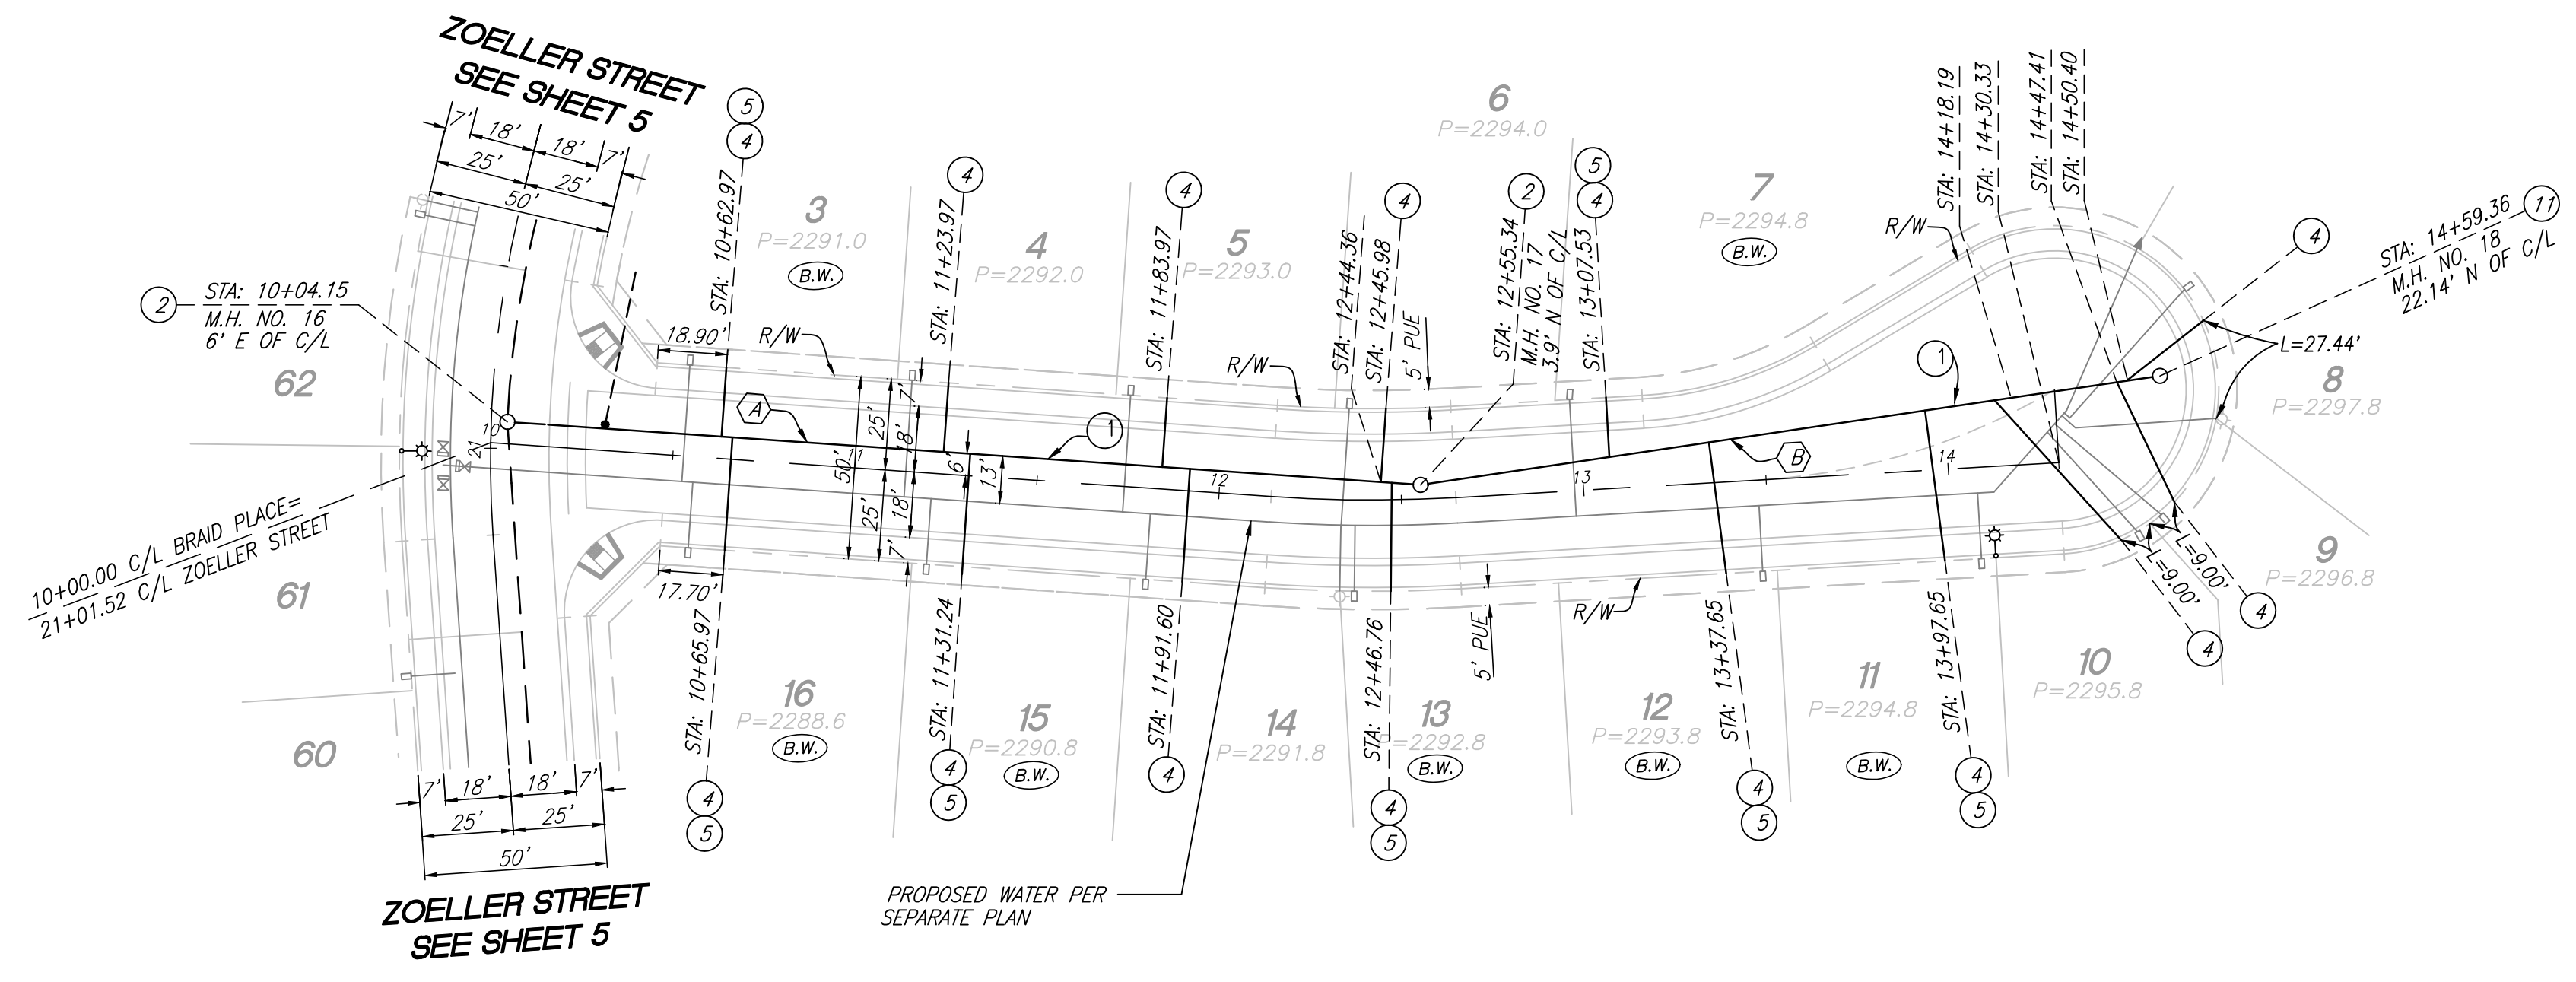 ZOELLER STREET
SEE SHEET 5
7' 18' 18' 7'
25' 25'
50'
5
4
STA: 10+62.97
3
P=2291.0
B.W.
4
STA: 11+23.97
4
P=2292.0
4
STA: 11+83.97
5
P=2293.0
STA: 12+44.36
4
STA: 12+45.98
5' PUE
6
P=2294.0
2
STA: 12+55.34
M.H. NO. 17
3.9' N OF C/L
5
4
STA: 13+07.53
7
P=2294.8
B.W.
R/W
STA: 14+18.19
STA: 14+30.33
STA: 14+47.41
STA: 14+50.40
4
STA: 14+59.36
M.H. NO. 18
22.14' N OF C/L
11
2
STA: 10+04.15
M.H. NO. 16
6' E OF C/L
62
18.90'
R/W
R/W
1
L=27.44'
8
P=2297.8
A
1
B
10
21
11
12
13
14
50'
25'
25'
7'
18'
18'
7'
6'
13'
10+00.00 C/L BRAID PLACE=
21+01.52 C/L ZOELLER STREET
61
60
17.70'
STA: 10+65.97
4
5
16
P=2288.6
B.W.
STA: 11+31.24
4
5
15
P=2290.8
B.W.
STA: 11+91.60
4
14
P=2291.8
STA: 12+46.76
4
5
13
P=2292.8
B.W.
5' PUE
R/W
12
P=2293.8
B.W.
STA: 13+37.65
4
5
11
P=2294.8
B.W.
STA: 13+97.65
4
5
10
P=2295.8
L=9.00'
L=9.00'
4
4
9
P=2296.8
7' 18' 18' 7'
25' 25'
50'
ZOELLER STREET
SEE SHEET 5
PROPOSED WATER PER
SEPARATE PLAN